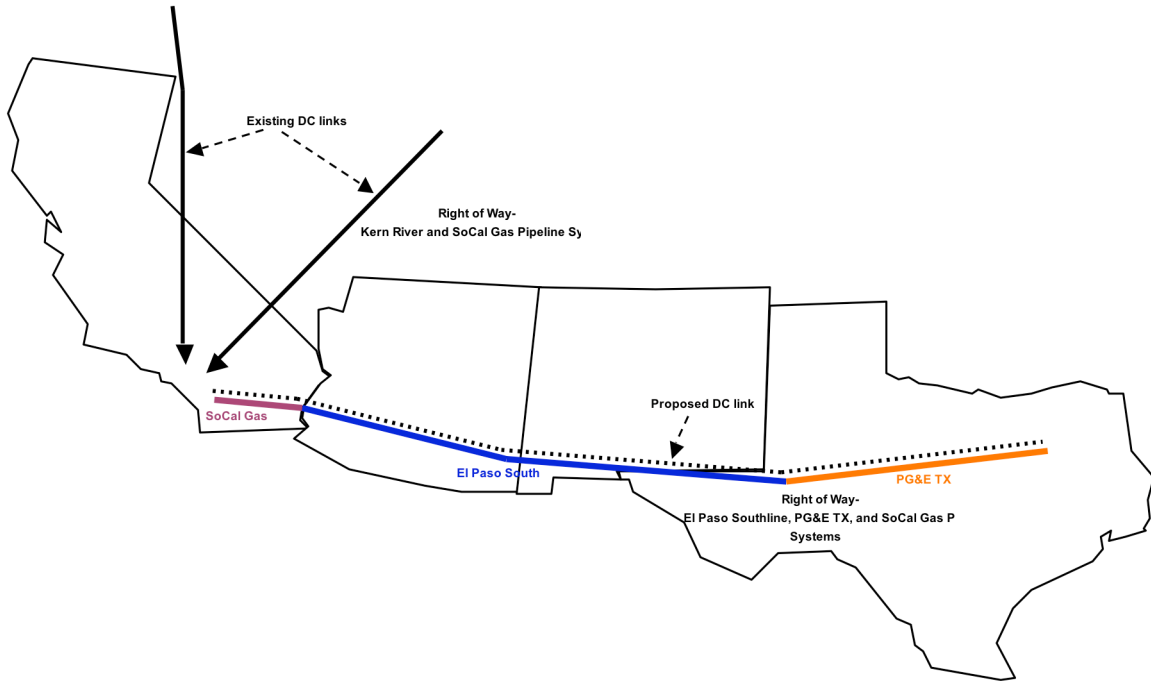 Existing DC links
Right of Way-
Kern River and SoCal Gas Pipeline Sy
Proposed DC link
SoCal Gas
El Paso South
PG&E TX
Right of Way-
El Paso Southline, PG&E TX, and SoCal Gas P
Systems